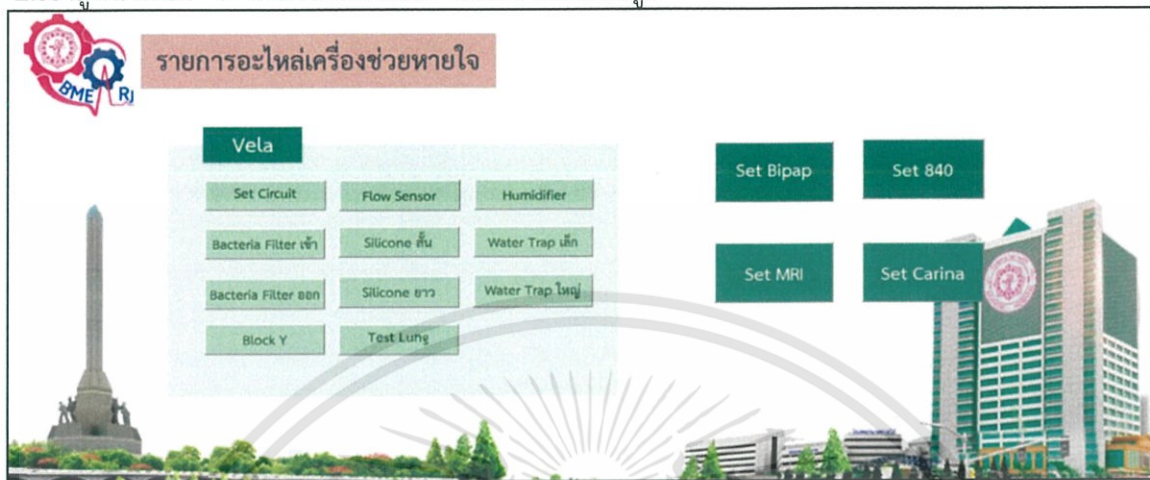 BME RJ
รายการอะไหล่เครื่องช่วยหายใจ
Vela
Set Circuit
Flow Sensor
Humidifier
Bacteria Filter เข้า
Silicone สั้น
Water Trap เล็ก
Bacteria Filter ออก
Silicone ยาว
Water Trap ใหญ่
Block Y
Test Lung
Set Bipap
Set 840
Set MRI
Set Carina